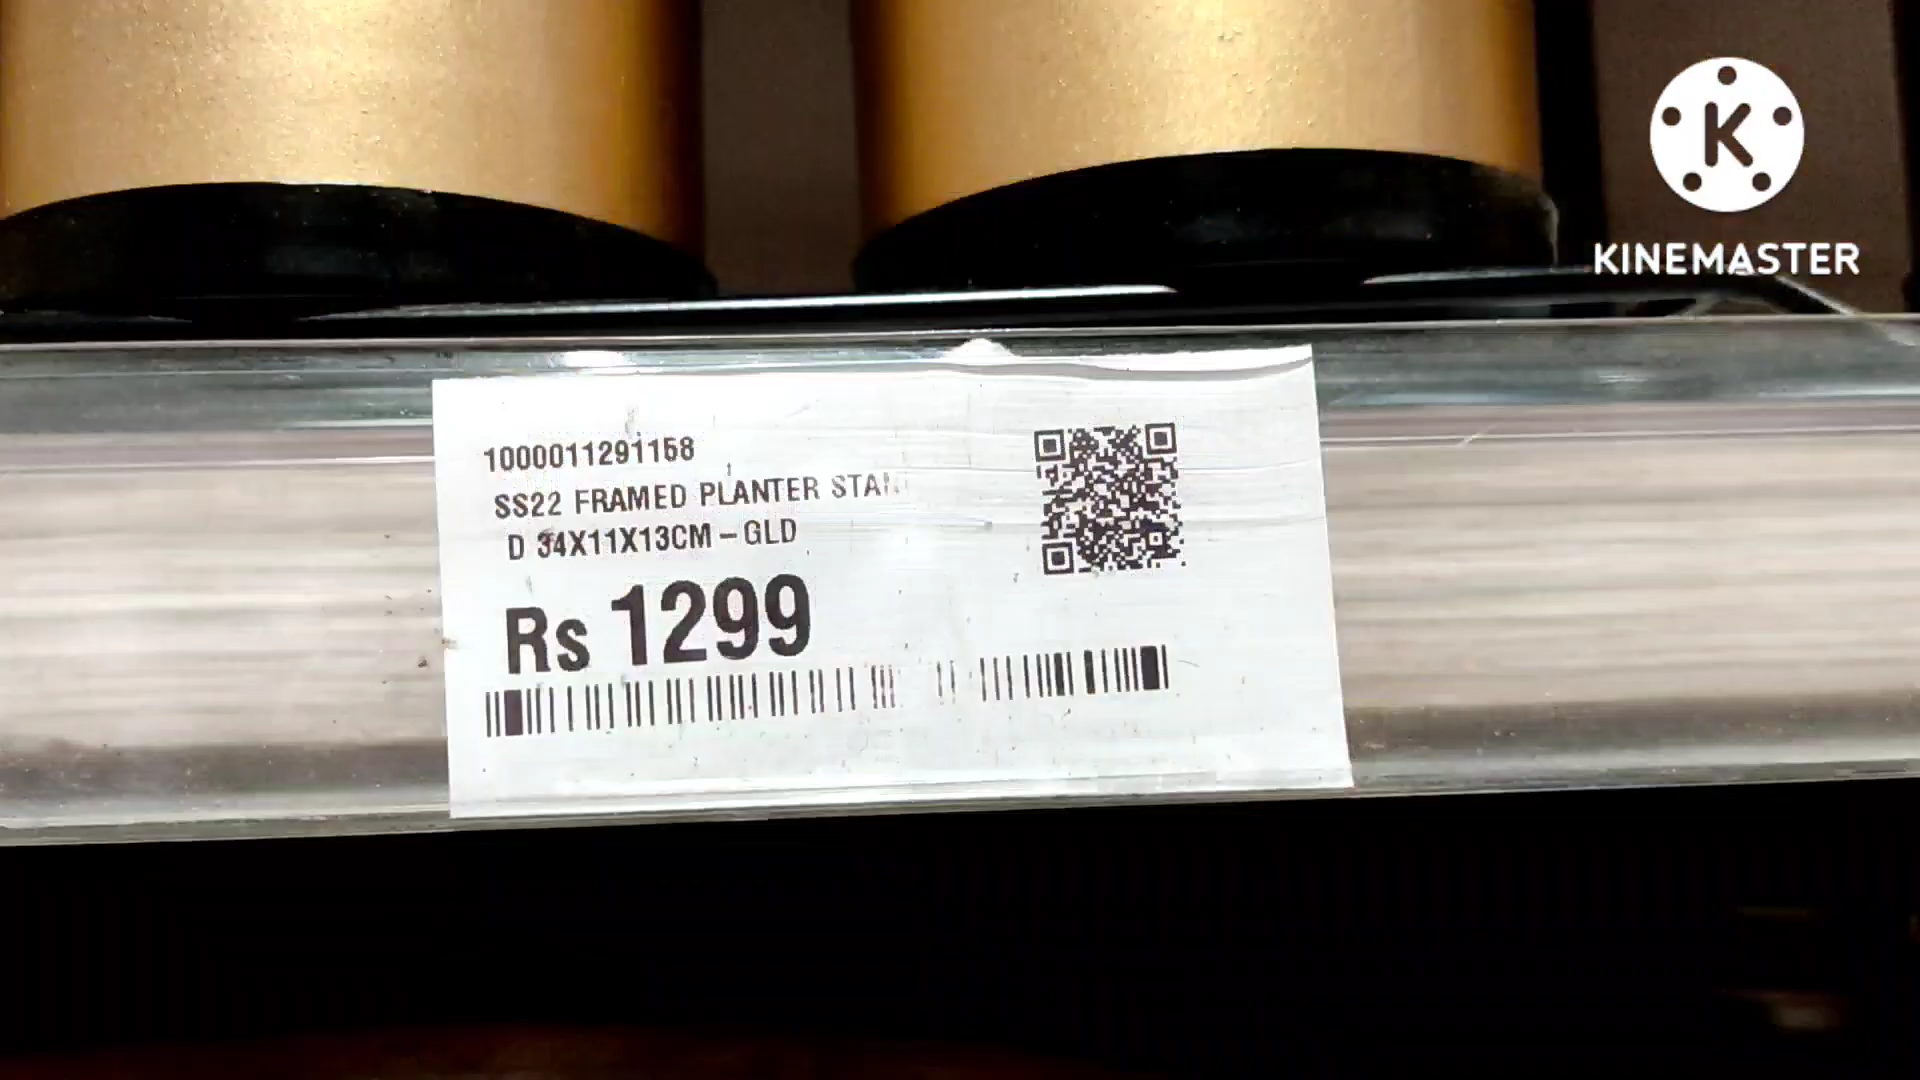 1000011291158
SS22 FRAMED PLANTER STAN
D 34X11X13CM – GLD
Rs 1299
K
KINEMASTER